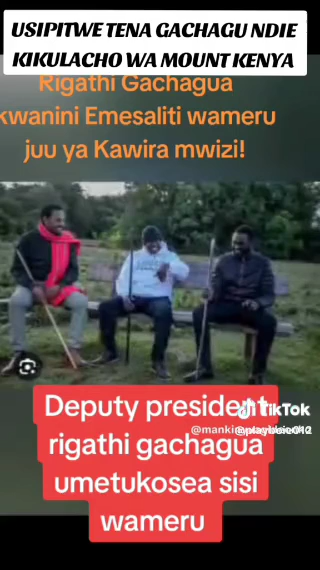 USIPITWE TENA GACHAGU NDIE
KIKULACHO WA MOUNT KENYA
Rigathi Gachagua
kwanini Emesaliti wameru
juu ya Kawira mwizi!
TikTok
Deputy president
rigathi gachagua
umetukosea sisi
wameru